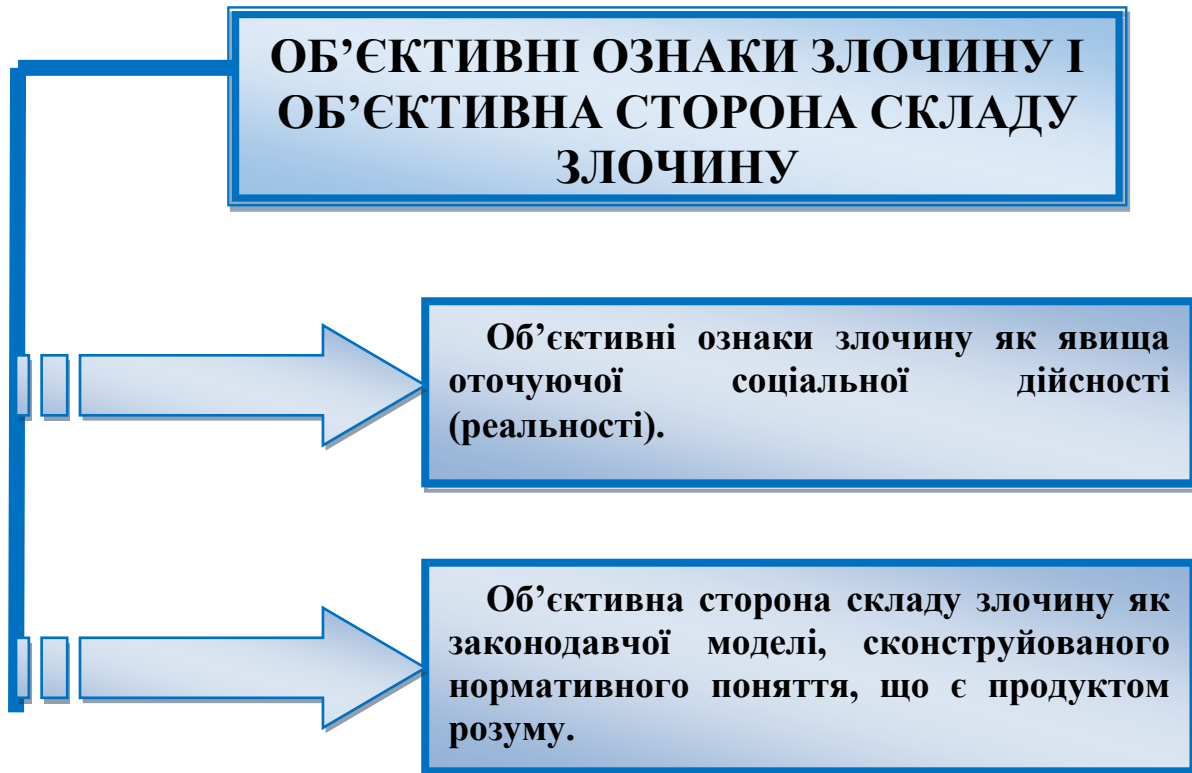 ОБ’ЄКТИВНІ ОЗНАКИ ЗЛОЧИНУ І
ОБ’ЄКТИВНА СТОРОНА СКЛАДУ
ЗЛОЧИНУ
Об’єктивні ознаки злочину як явища
оточуючої соціальної дійсності
(реальності).
Об’єктивна сторона складу злочину як
законодавчої моделі, сконструйованого
нормативного поняття, що є продуктом
розуму.